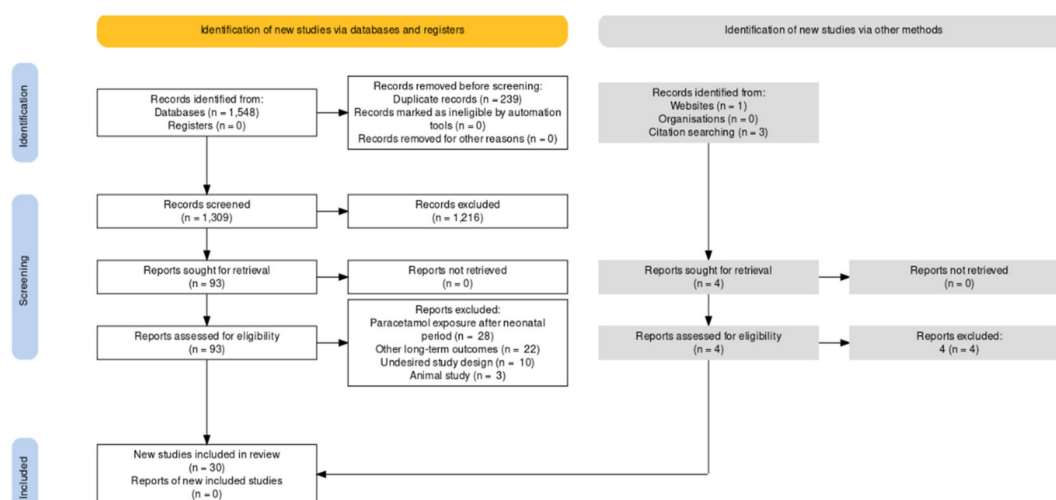 Identification of new studies via databases and registers
Identification of new studies via other methods
Identification
Records identified from:
Databases (n = 1,548)
Registers (n = 0)
Records removed before screening:
Duplicate records (n = 239)
Records marked as ineligible by automation
tools (n = 0)
Records removed for other reasons (n = 0)
Records identified from:
Websites (n = 1)
Organisations (n = 0)
Citation searching (n = 3)
Screening
Records screened
(n = 1,309)
Records excluded
(n = 1,216)
Reports sought for retrieval
(n = 93)
Reports not retrieved
(n = 0)
Reports sought for retrieval
(n = 4)
Reports not retrieved
(n = 0)
Reports assessed for eligibility
(n = 93)
Reports excluded:
Paracetamol exposure after neonatal
period (n = 28)
Other long-term outcomes (n = 22)
Undesired study design (n = 10)
Animal study (n = 3)
Reports assessed for eligibility
(n = 4)
Reports excluded:
4 (n = 4)
Included
New studies included in review
(n = 30)
Reports of new included studies
(n = 0)